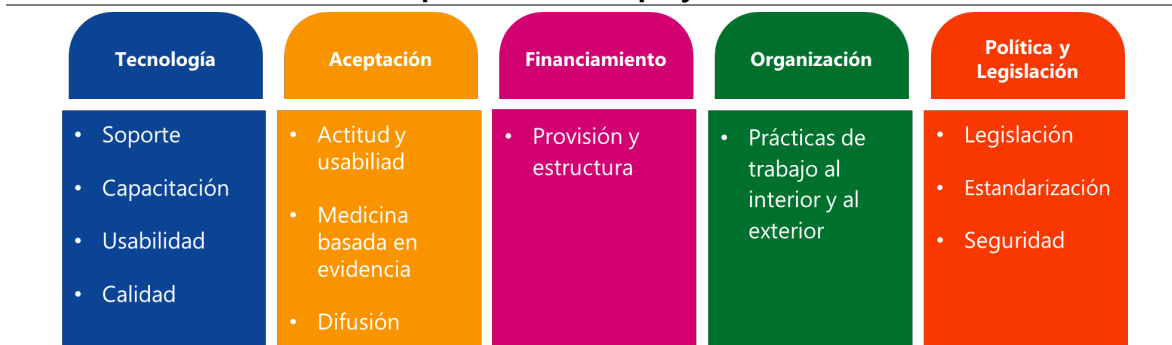 Tecnología
• Soporte
• Capacitación
• Usabilidad
• Calidad
Aceptación
• Actitud y
usabiliad
• Medicina
basada en
evidencia
• Difusión
Financiamiento
• Provisión y
estructura
Organización
• Prácticas de
trabajo al
interior y al
exterior
Política y
Legislación
• Legislación
• Estandarización
• Seguridad